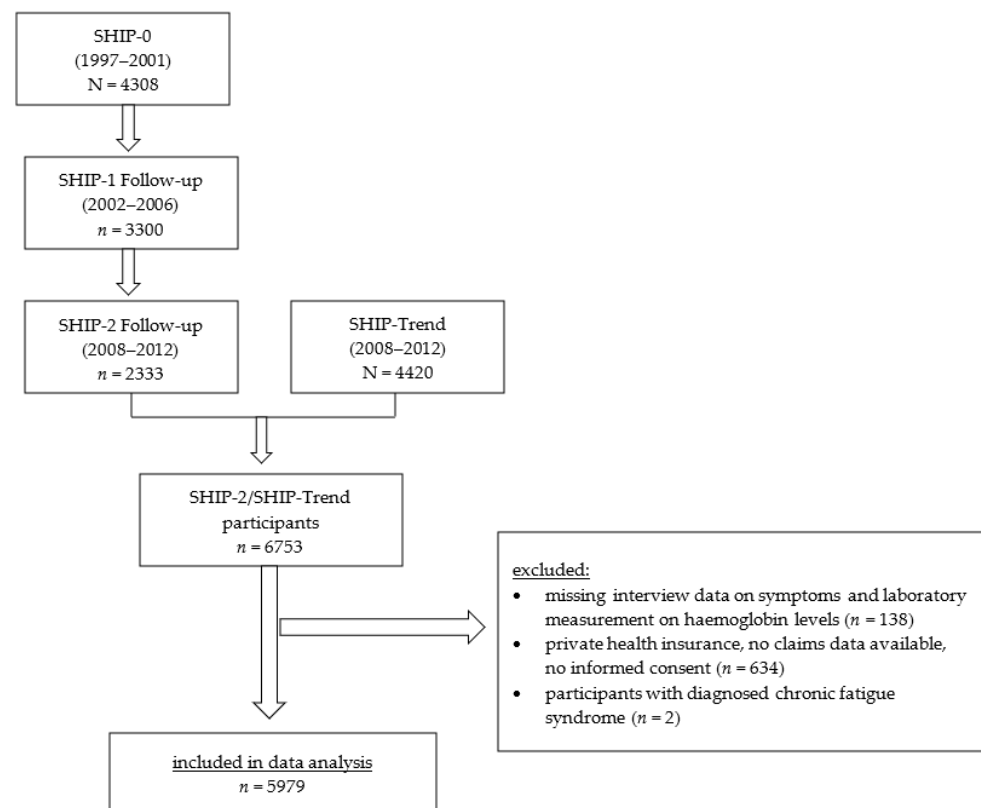 SHIP-0
(1997–2001)
N = 4308
SHIP-1 Follow-up
(2002–2006)
n = 3300
SHIP-2 Follow-up
(2008–2012)
n = 2333
SHIP-Trend
(2008–2012)
N = 4420
SHIP-2/SHIP-Trend
participants
n = 6753
excluded:
• missing interview data on symptoms and laboratory
measurement on haemoglobin levels (n = 138)
• private health insurance, no claims data available,
no informed consent (n = 634)
• participants with diagnosed chronic fatigue
syndrome (n = 2)
included in data analysis
n = 5979